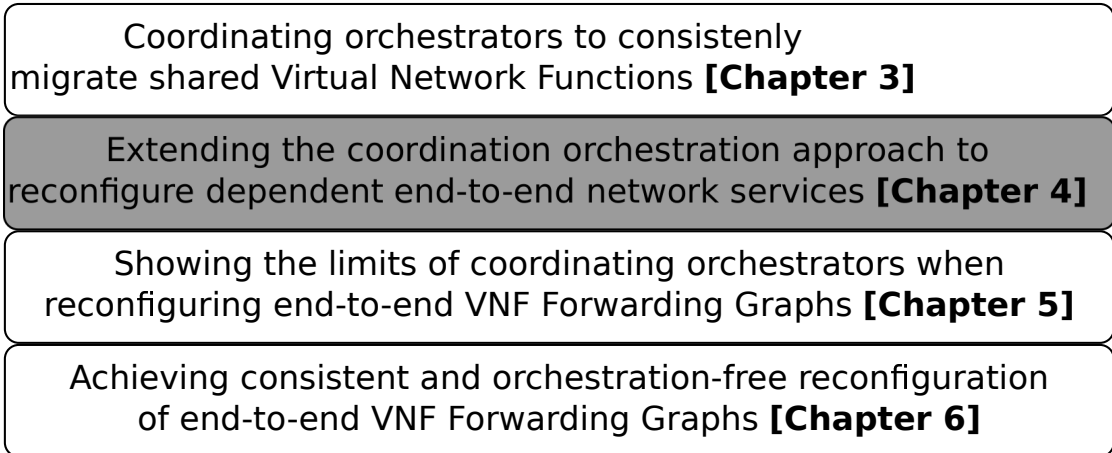 Coordinating orchestrators to consistenly
migrate shared Virtual Network Functions [Chapter 3]
Extending the coordination orchestration approach to
reconfigure dependent end-to-end network services [Chapter 4]
Showing the limits of coordinating orchestrators when
reconfiguring end-to-end VNF Forwarding Graphs [Chapter 5]
Achieving consistent and orchestration-free reconfiguration
of end-to-end VNF Forwarding Graphs [Chapter 6]